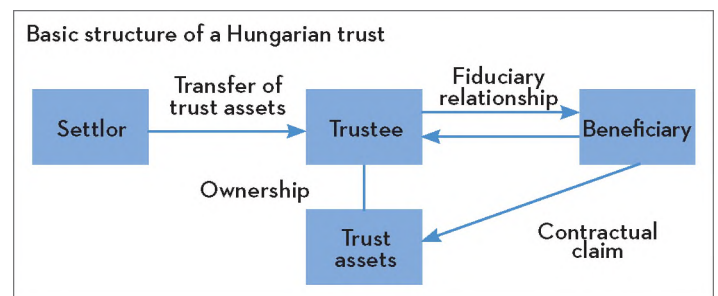 Basic structure of a Hungarian trust
Transfer of
trust assets
Fiduciary
relationship
Settlor
Trustee
Beneficiary
Ownership
Trust
assets
Contractual
claim